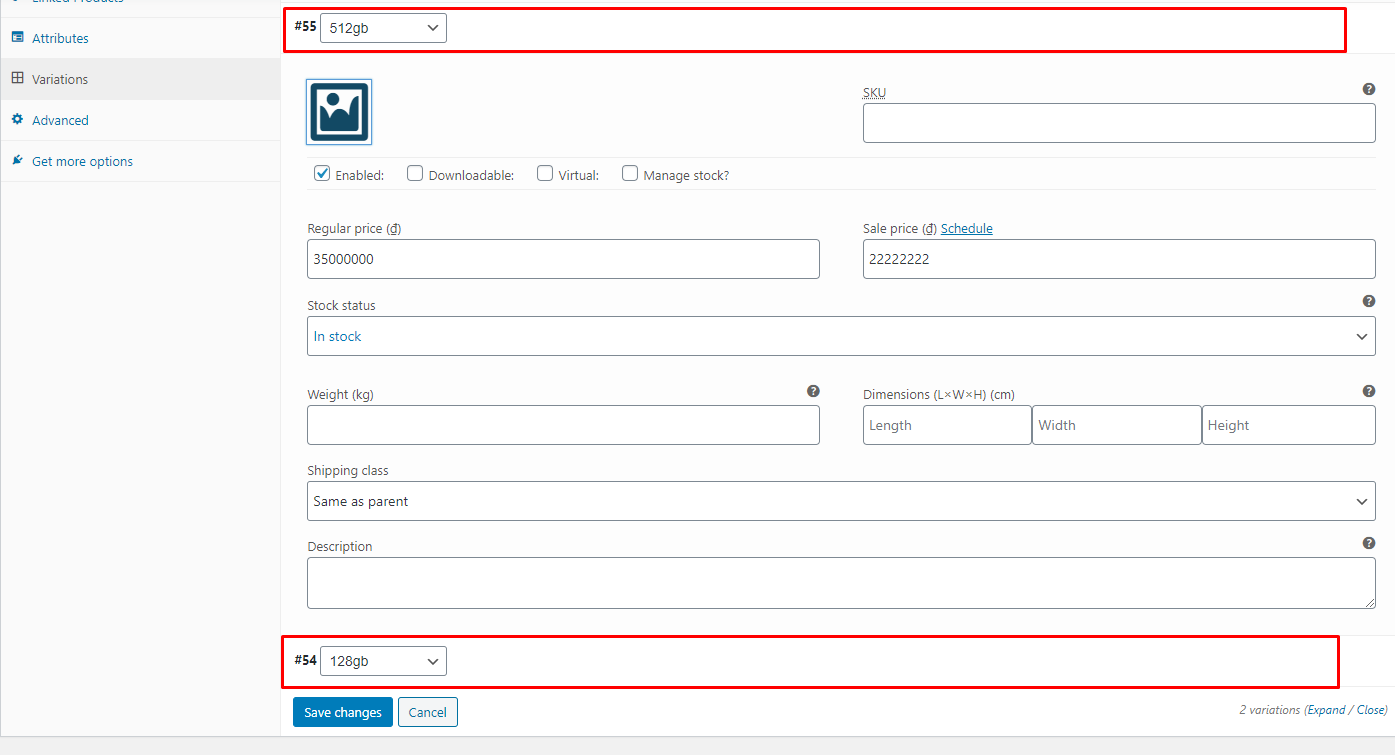 Linked Products
Attributes
Variations
Advanced
Get more options
#55 512gb
SKU
Enabled: Downloadable: Virtual: Manage stock?
Regular price (₫)
35000000
Sale price (₫) Schedule
22222222
Stock status
In stock
Weight (kg)
Dimensions (L×W×H) (cm)
Length Width Height
Shipping class
Same as parent
Description
#54 128gb
Save changes Cancel
2 variations (Expand / Close)